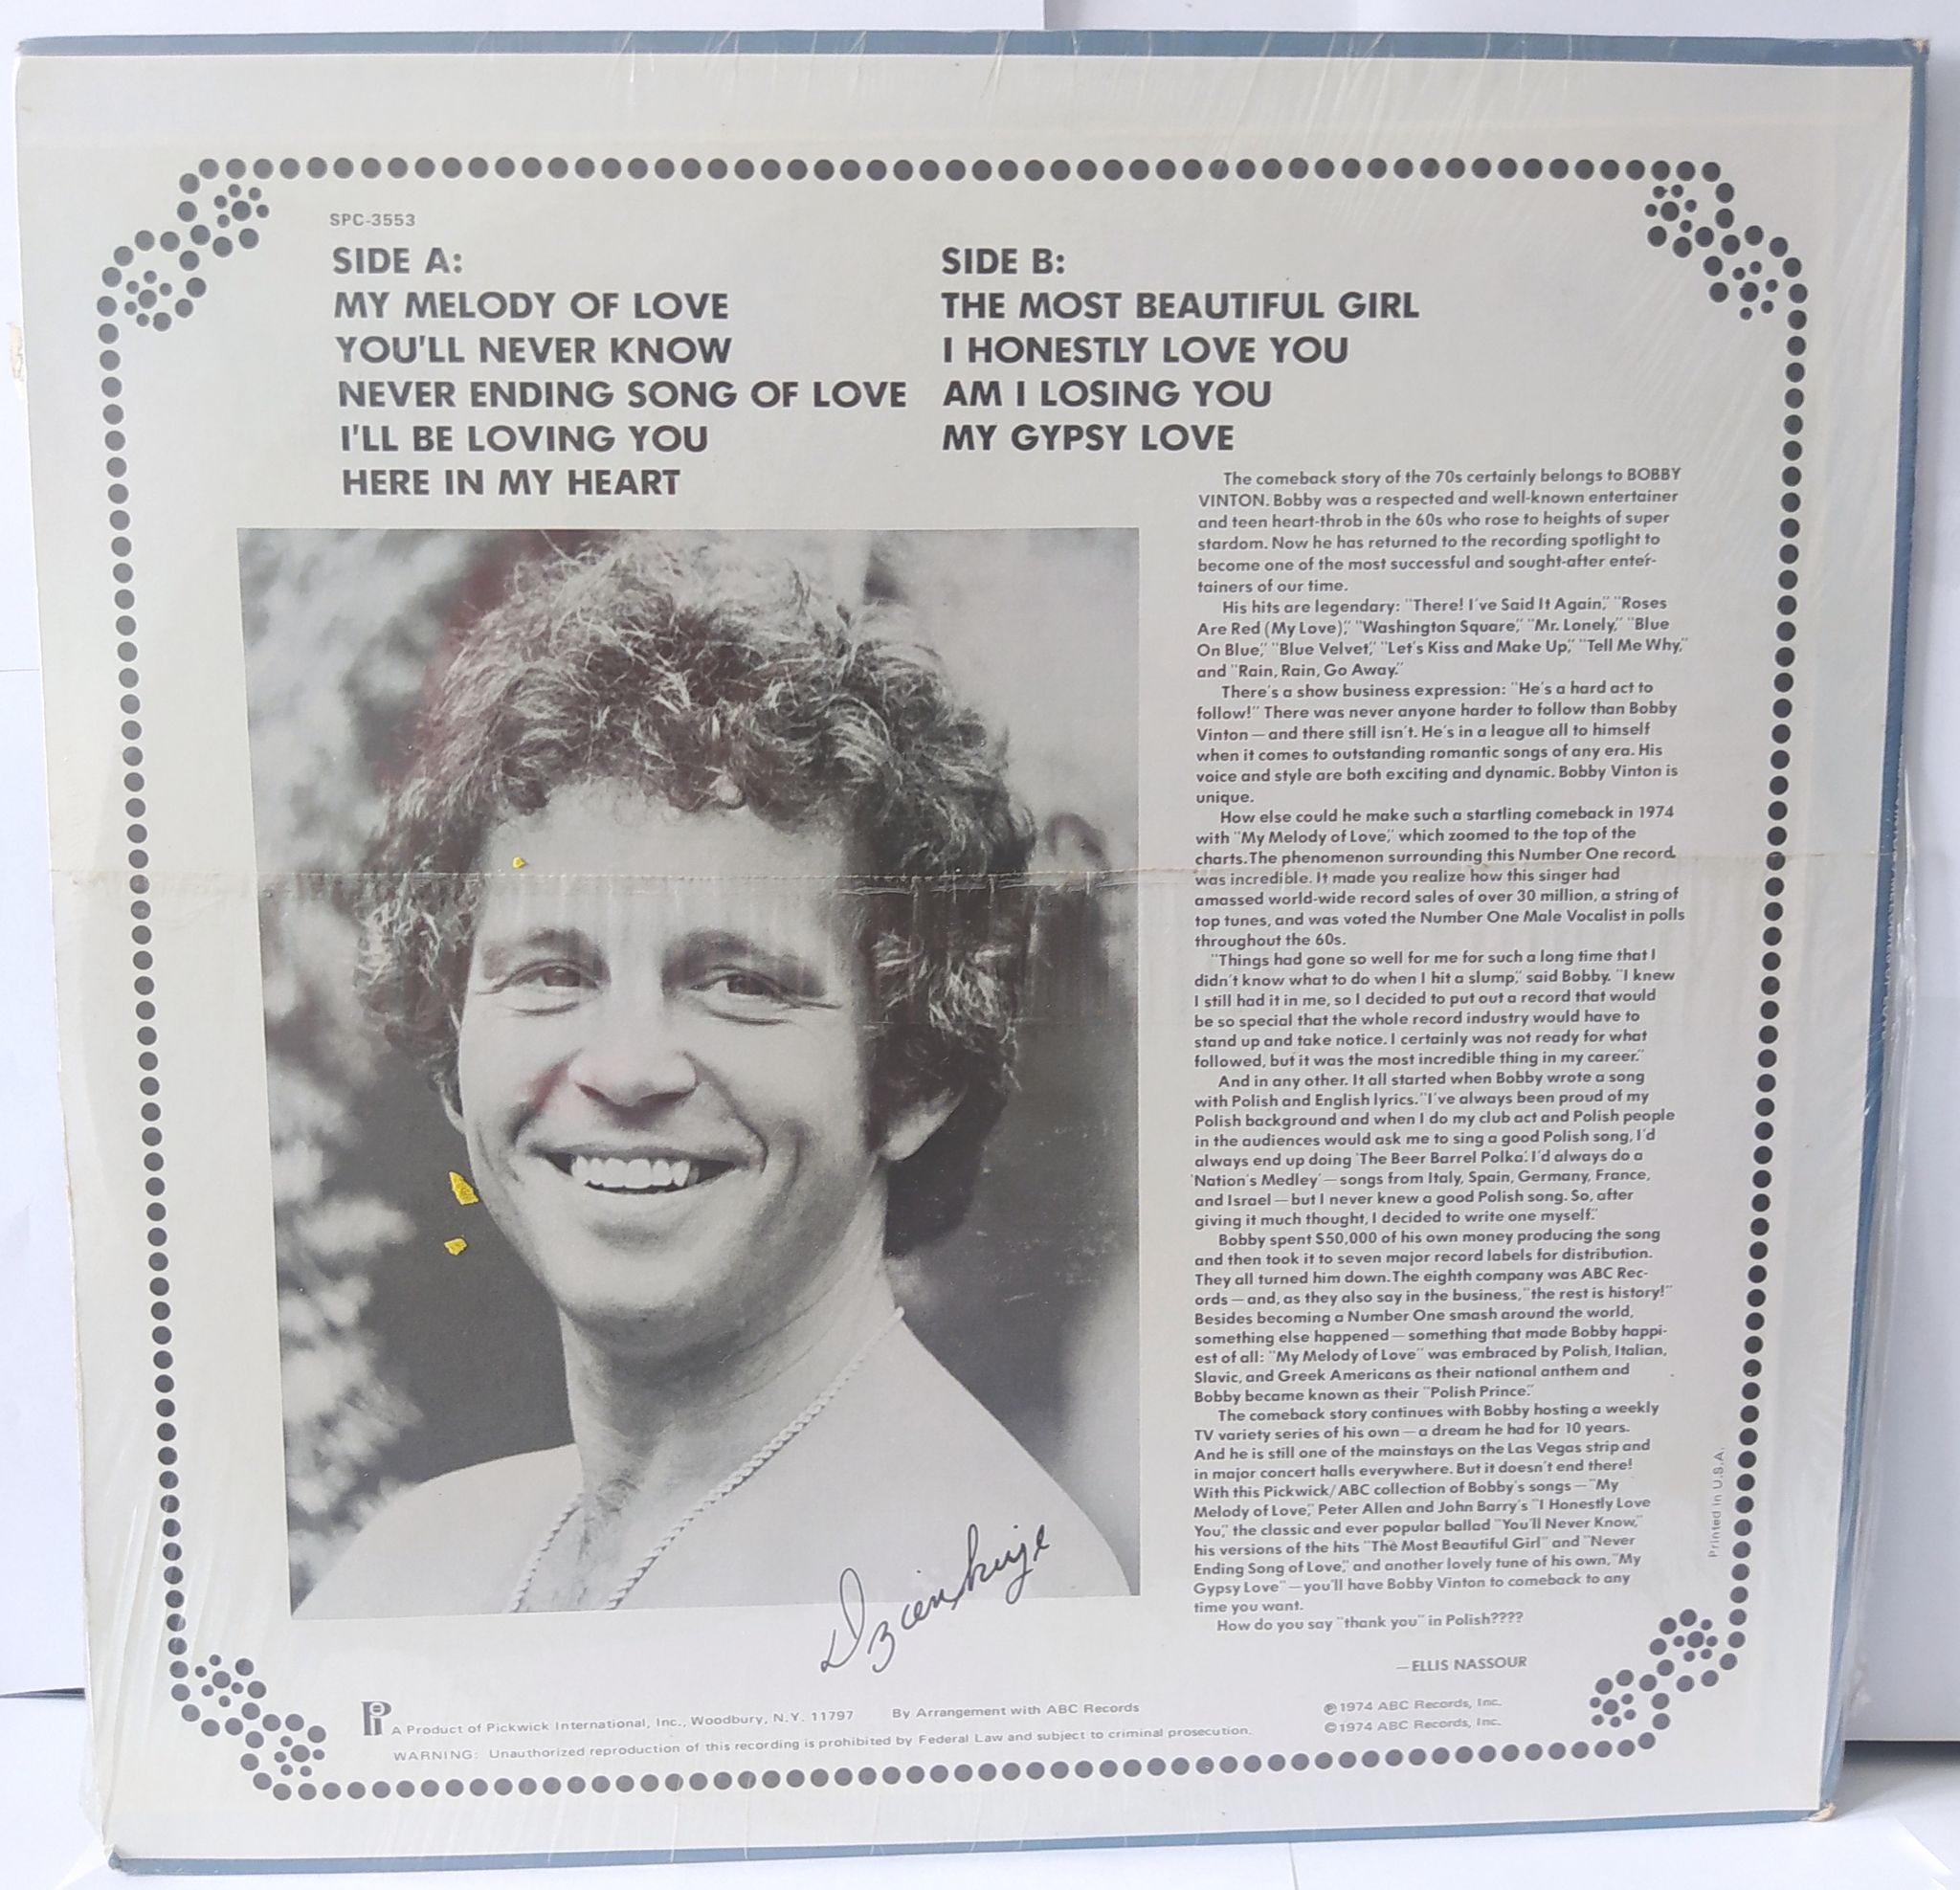 SPC-3553
SIDE A:
MY MELODY OF LOVE
YOU'LL NEVER KNOW
NEVER ENDING SONG OF LOVE
I'LL BE LOVING YOU
HERE IN MY HEART
SIDE B:
THE MOST BEAUTIFUL GIRL
I HONESTLY LOVE YOU
AM I LOSING YOU
MY GYPSY LOVE
The comeback story of the 70s certainly belongs to BOBBY
VINTON. Bobby was a respected and well-known entertainer
and teen heart-throb in the 60s who rose to heights of super
stardom. Now he has returned to the recording spotlight to
become one of the most successful and sought-after enter-
tainers of our time.
His hits are legendary: "There! I've Said It Again," "Roses
Are Red (My Love)," "Washington Square," "Mr. Lonely," "Blue
On Blue," "Blue Velvet," "Let's Kiss and Make Up," "Tell Me Why,"
and "Rain, Rain, Go Away."
There's a show business expression: "He's a hard act to
follow!" There was never anyone harder to follow than Bobby
Vinton — and there still isn't. He's in a league all to himself
when it comes to outstanding romantic songs of any era. His
voice and style are both exciting and dynamic. Bobby Vinton is
unique.
How else could he make such a startling comeback in 1974
with "My Melody of Love," which zoomed to the top of the
charts. The phenomenon surrounding this Number One record
was incredible. It made you realize how this singer had
amassed world-wide record sales of over 30 million, a string of
top tunes, and was voted the Number One Male Vocalist in polls
throughout the 60s.
"Things had gone so well for me for such a long time that I
didn't know what to do when I hit a slump," said Bobby. "I knew
I still had it in me, so I decided to put out a record that would
be so special that the whole record industry would have to
stand up and take notice. I certainly was not ready for what
followed, but it was the most incredible thing in my career."
And in any other. It all started when Bobby wrote a song
with Polish and English lyrics. "I've always been proud of my
Polish background and when I do my club act and Polish people
in the audiences would ask me to sing a good Polish song, I'd
always end up doing 'The Beer Barrel Polka.' I'd always do a
'Nation's Medley' — songs from Italy, Spain, Germany, France,
and Israel — but I never knew a good Polish song. So, after
giving it much thought, I decided to write one myself."
Bobby spent $50,000 of his own money producing the song
and then took it to seven major record labels for distribution.
They all turned him down. The eighth company was ABC Rec-
ords — and, as they also say in the business, "the rest is history!"
Besides becoming a Number One smash around the world,
something else happened — something that made Bobby happi-
est of all: "My Melody of Love" was embraced by Polish, Italian,
Slavic, and Greek Americans as their national anthem and
Bobby became known as their "Polish Prince."
The comeback story continues with Bobby hosting a weekly
TV variety series of his own — a dream he had for 10 years.
And he is still one of the mainstays on the Las Vegas strip and
in major concert halls everywhere. But it doesn't end there!
With this Pickwick/ABC collection of Bobby's songs — "My
Melody of Love," Peter Allen and John Barry's "I Honestly Love
You," the classic and ever popular ballad "You'll Never Know,"
his versions of the hits "The Most Beautiful Girl" and "Never
Ending Song of Love," and another lovely tune of his own, "My
Gypsy Love" — you'll have Bobby Vinton to comeback to any
time you want.
How do you say "thank you" in Polish????
—ELLIS NASSOUR
Printed in U.S.A.
Dzienkuje
A Product of Pickwick International, Inc., Woodbury, N.Y. 11797 By Arrangement with ABC Records
WARNING: Unauthorized reproduction of this recording is prohibited by Federal Law and subject to criminal prosecution.
℗1974 ABC Records, Inc.
©1974 ABC Records, Inc.